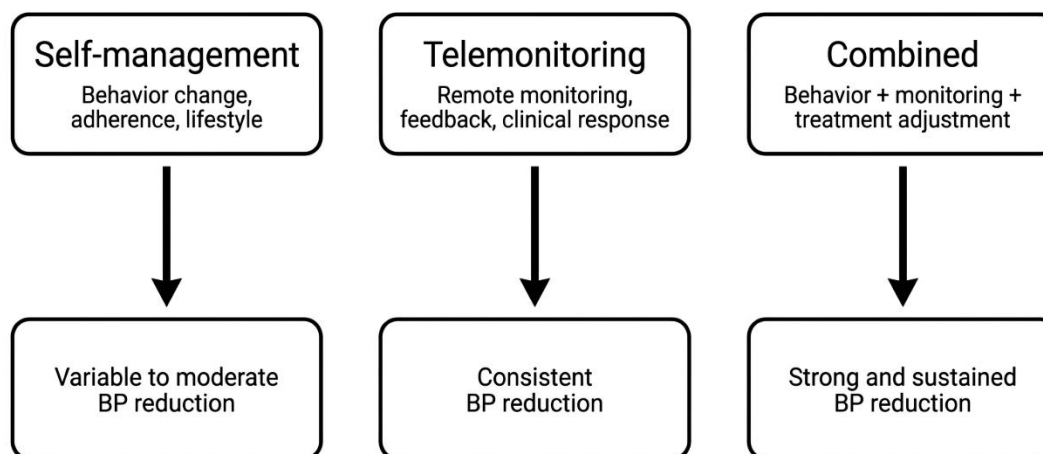 Self-management
Behavior change,
adherence, lifestyle
Telemonitoring
Remote monitoring,
feedback, clinical response
Combined
Behavior + monitoring +
treatment adjustment
Variable to moderate
BP reduction
Consistent
BP reduction
Strong and sustained
BP reduction